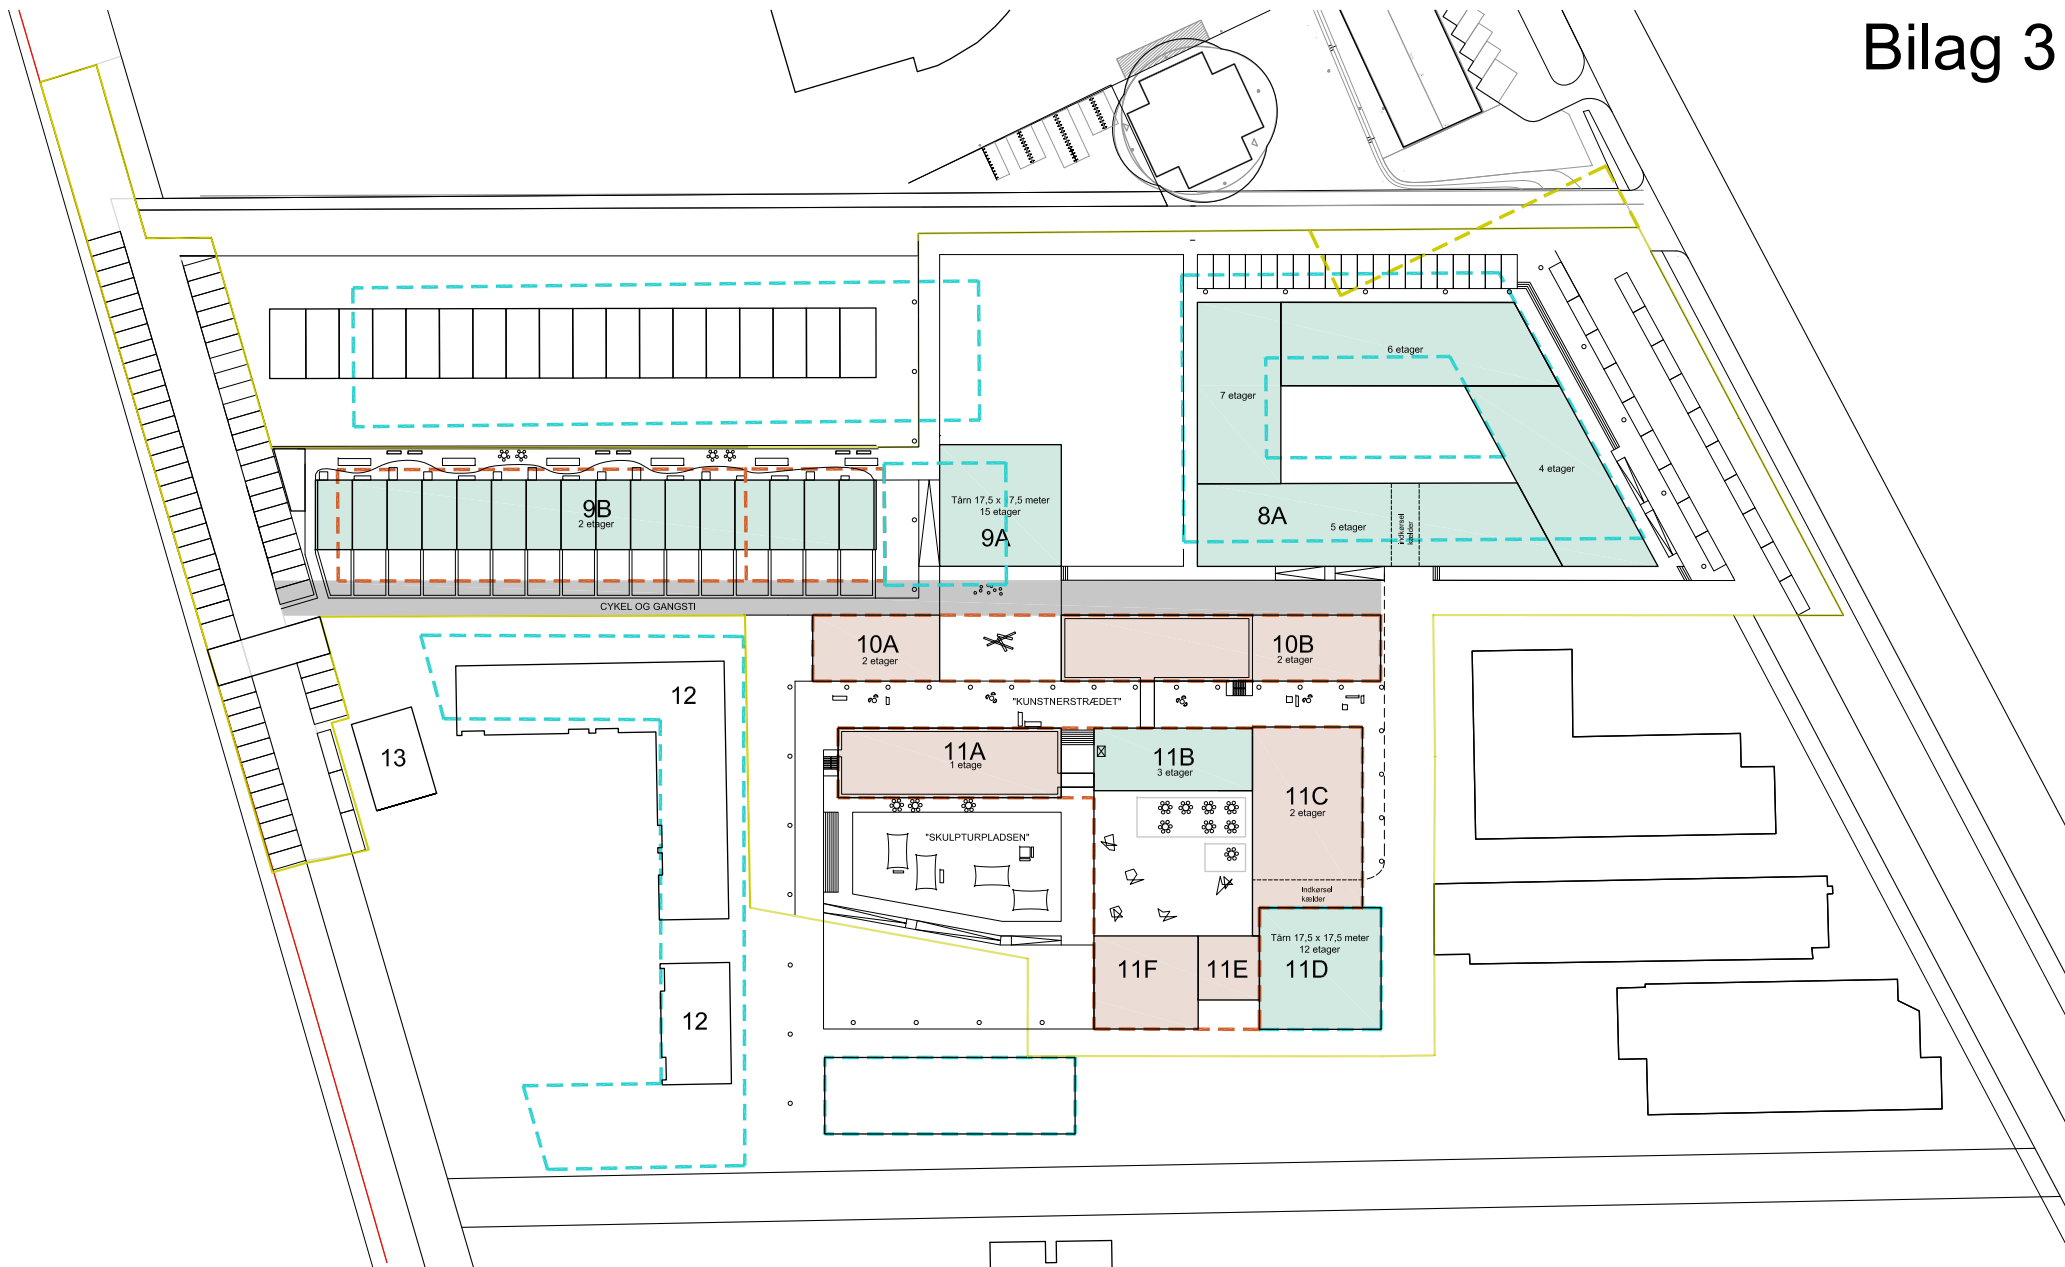 Bilag 3
6 etager
7 etager
4 etager
8A
5 etager
indkørsel
kælder
Tårn 17,5 x 17,5 meter
15 etager
9A
9B
2 etager
CYKEL OG GANGSTI
10A
2 etager
10B
2 etager
"KUNSTNERSTRÆDET"
12
13
11A
1 etage
11B
3 etager
11C
2 etager
"SKULPTURPLADSEN"
Indkørsel
kælder
Tårn 17,5 x 17,5 meter
12 etager
11D
11E
11F
12